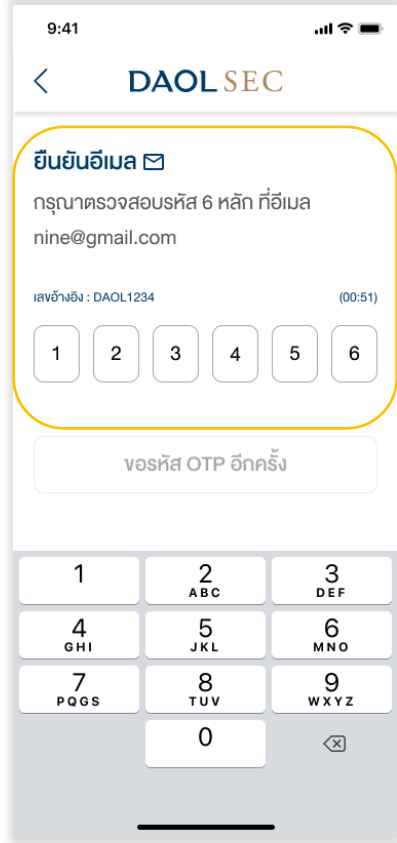 9:41
DAOL SEC
ยืนยันอีเมล
กรุณาตรวจสอบรหัส 6 หลัก ที่อีเมล
nine@gmail.com
เลขอ้างอิง : DAOL1234 (00:51)
1 2 3 4 5 6
ขอรหัส OTP อีกครั้ง
1 2 3
ABC DEF
4 5 6
GHI JKL MNO
7 8 9
PQGS TUV WXYZ
0